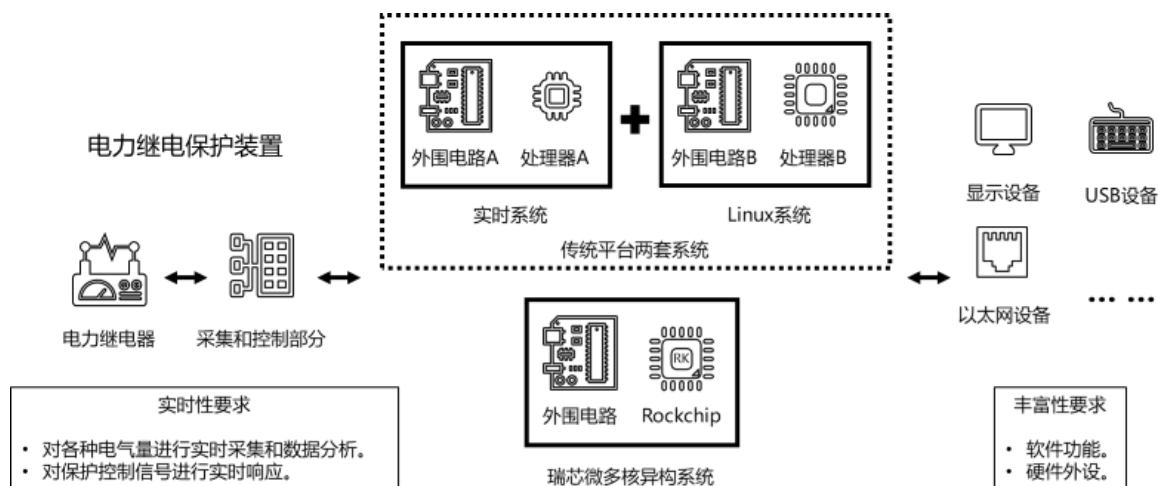 电力继电保护装置
外围电路A
处理器A
外围电路B
处理器B
实时系统
Linux系统
传统平台两套系统
显示设备
USB设备
以太网设备
... ...
电力继电器
采集和控制部分
RK
外围电路
Rockchip
瑞芯微多核异构系统
实时性要求
• 对各种电气量进行实时采集和数据分析。
• 对保护控制信号进行实时响应。
丰富性要求
• 软件功能。
• 硬件外设。